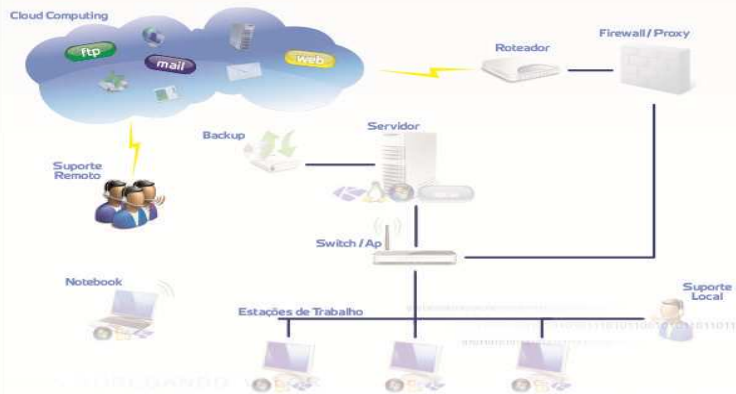 Cloud Computing
ftp
mail
web
Roteador
Firewall / Proxy
Backup
Servidor
Suporte
Remoto
Switch / Ap
Notebook
Suporte
Local
Estações de Trabalho